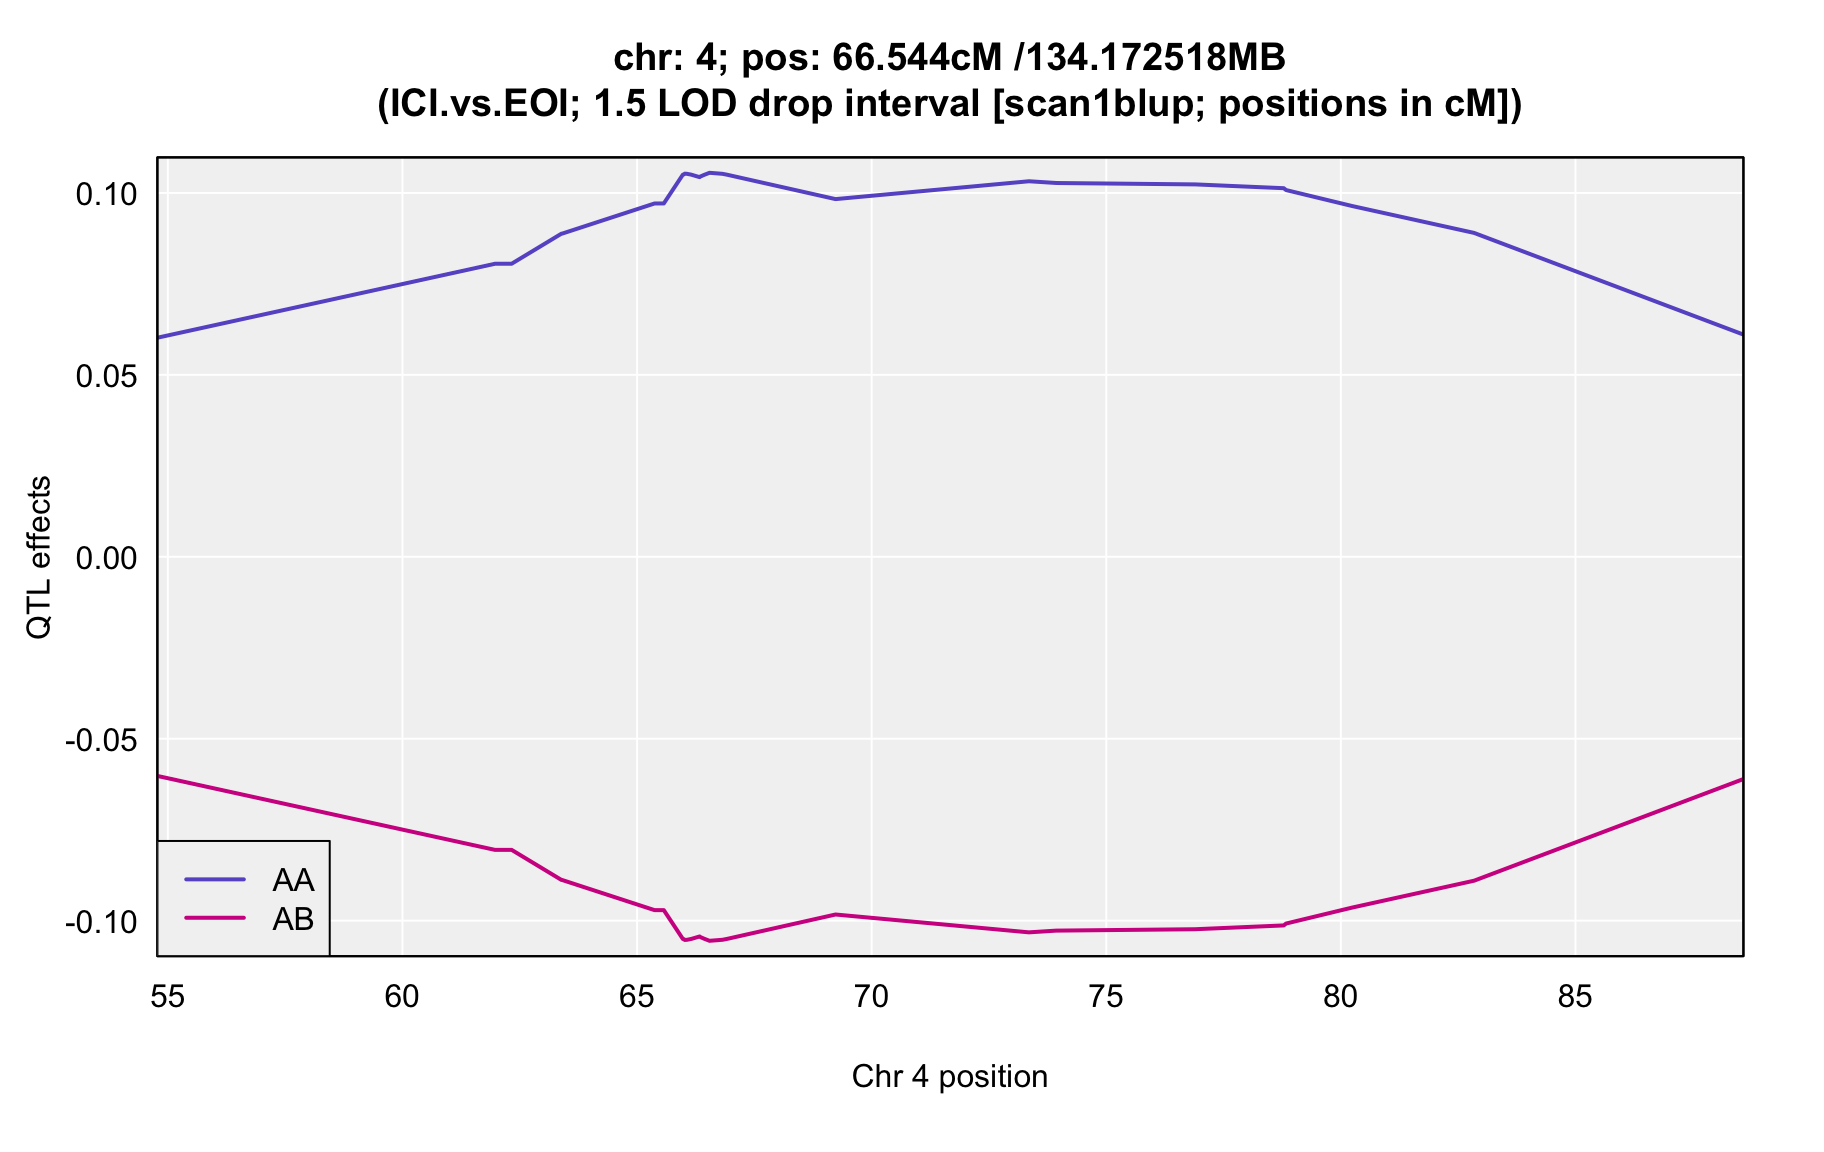 chr: 4; pos: 66.544cM /134.172518MB
(ICI.vs.EOI; 1.5 LOD drop interval [scan1blup; positions in cM])
QTL effects
0.10
0.05
0.00
-0.05
-0.10
AA
AB
55 60 65 70 75 80 85
Chr 4 position